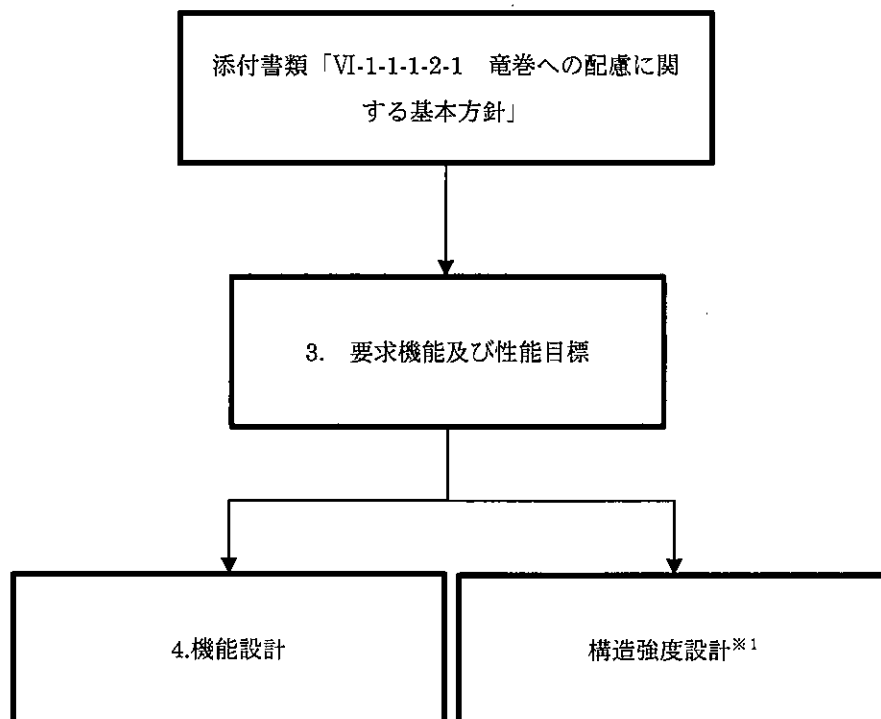 添付書類「Ⅵ-1-1-1-2-1　竜巻への配慮に関
する基本方針」
3.　要求機能及び性能目標
4.機能設計
構造強度設計※1